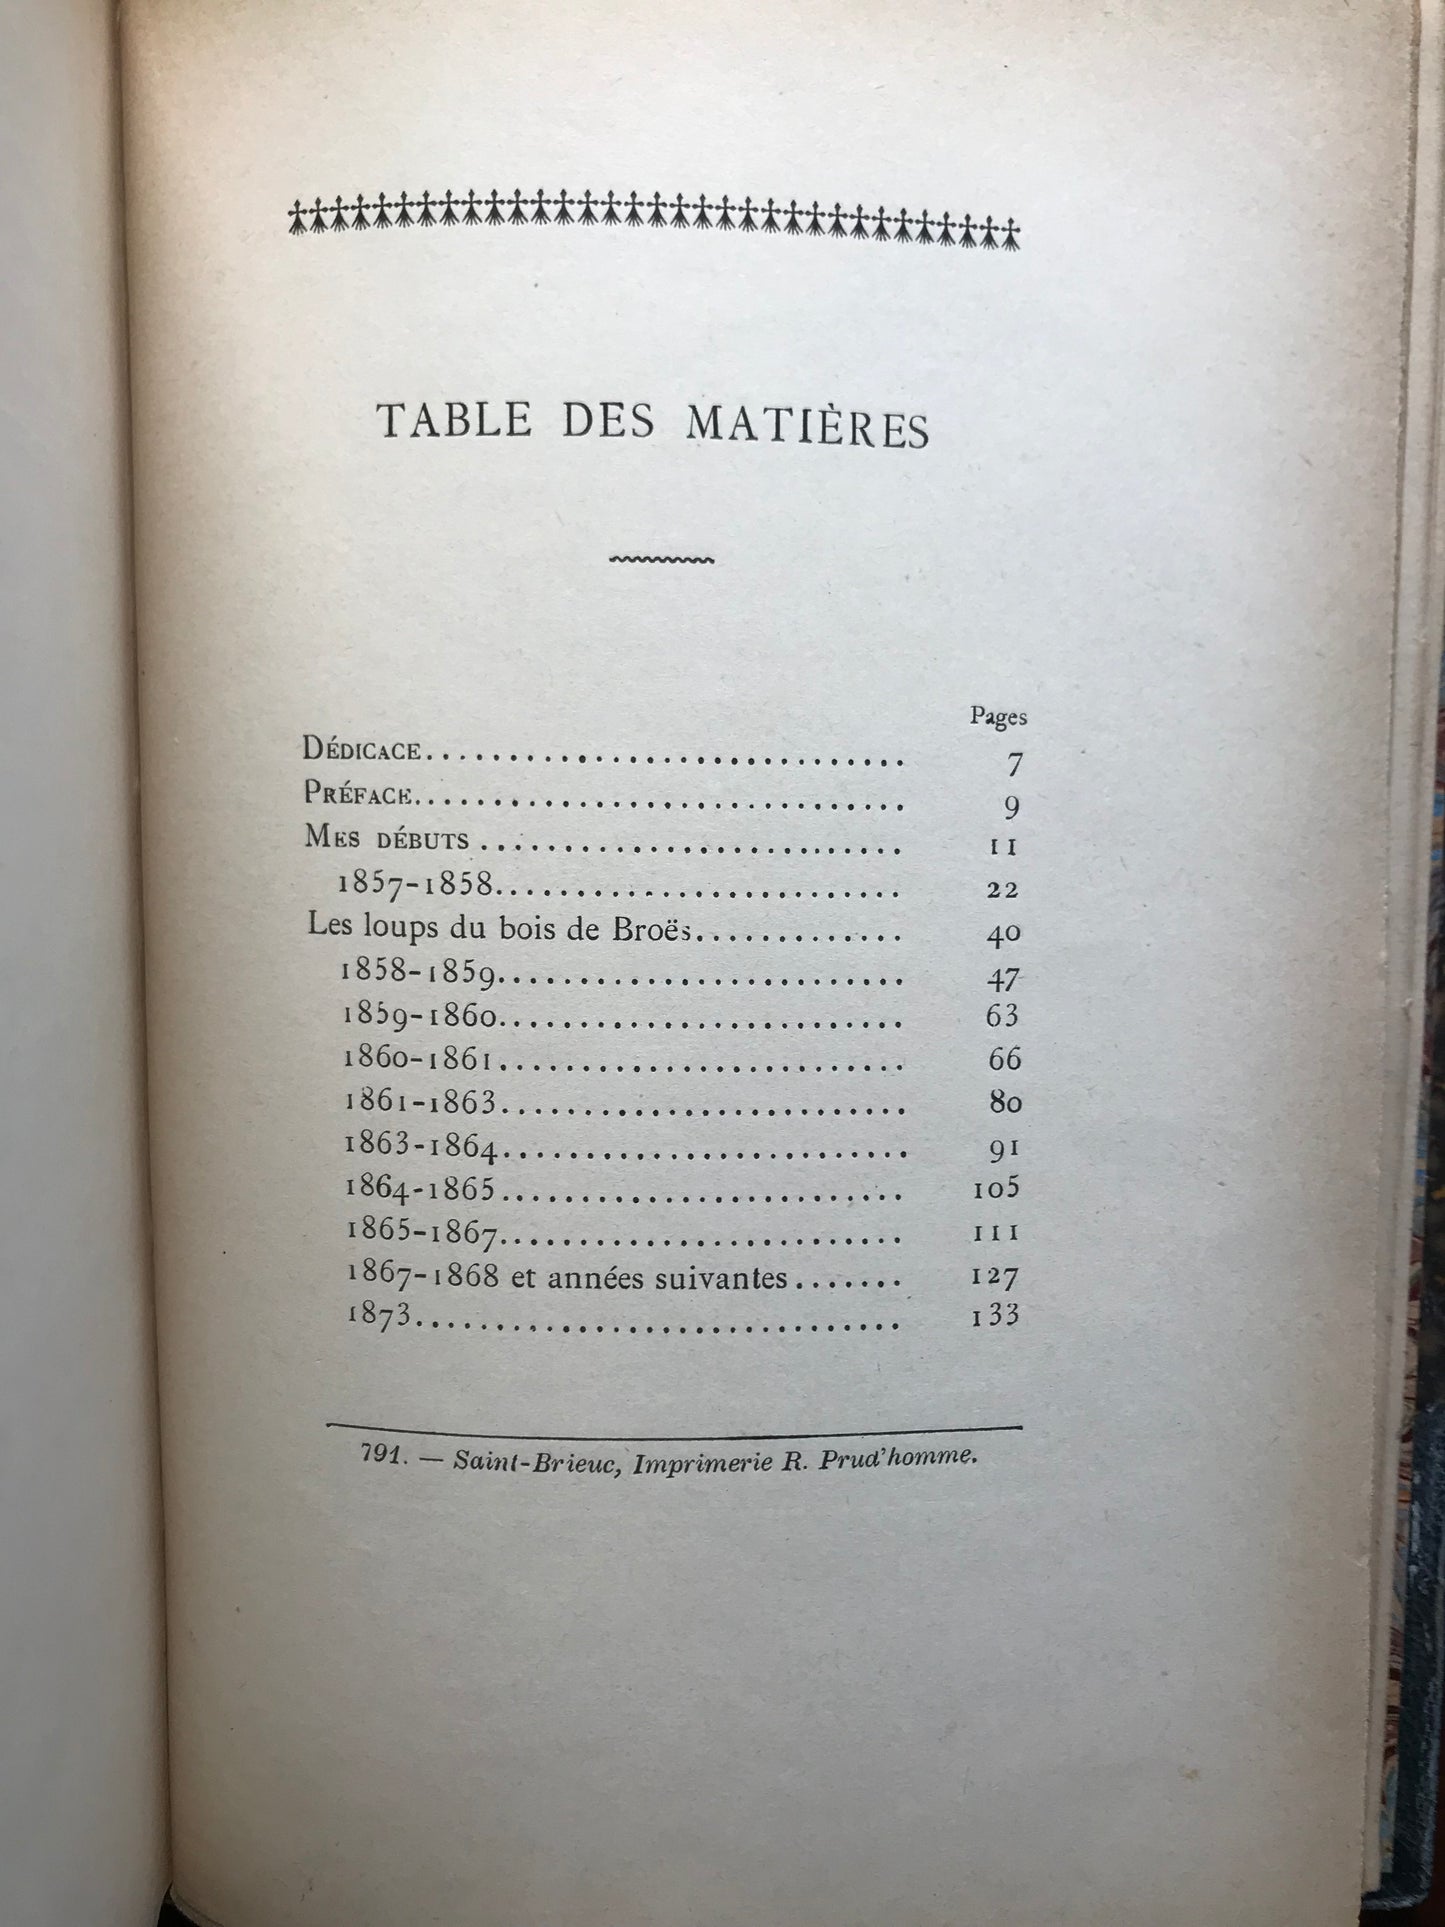 TABLE DES MATIÈRES
Pages
DÉDICACE.............................. 7
PRÉFACE............................... 9
MES DÉBUTS .......................... 11
1857-1858......................... 22
Les loups du bois de Broës............. 40
1858-1859......................... 47
1859-1860......................... 63
1860-1861......................... 66
1861-1863......................... 80
1863-1864......................... 91
1864-1865......................... 105
1865-1867......................... 111
1867-1868 et années suivantes....... 127
1873.............................. 133
791. — Saint-Brieuc, Imprimerie R. Prud'homme.